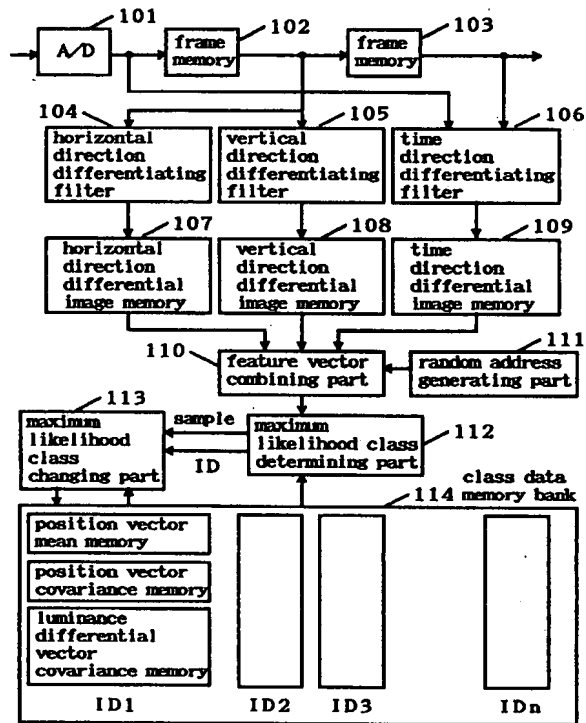 101
102
103
A/D
frame
memory
frame
memory
104
105
106
horizontal
direction
differentiating
filter
vertical
direction
differentiating
filter
time
direction
differentiating
filter
107
108
109
horizontal
direction
differential
image memory
vertical
direction
differential
image memory
time
direction
differential
image memory
110
111
feature vector
combining part
random address
generating part
113
maximum
likelihood
class
changing part
sample
ID
maximum
likelihood class
determining part
112
class data
114 memory bank
position vector
mean memory
position vector
covariance memory
luminance
differential
vector
covariance memory
ID1
ID2
ID3
IDn